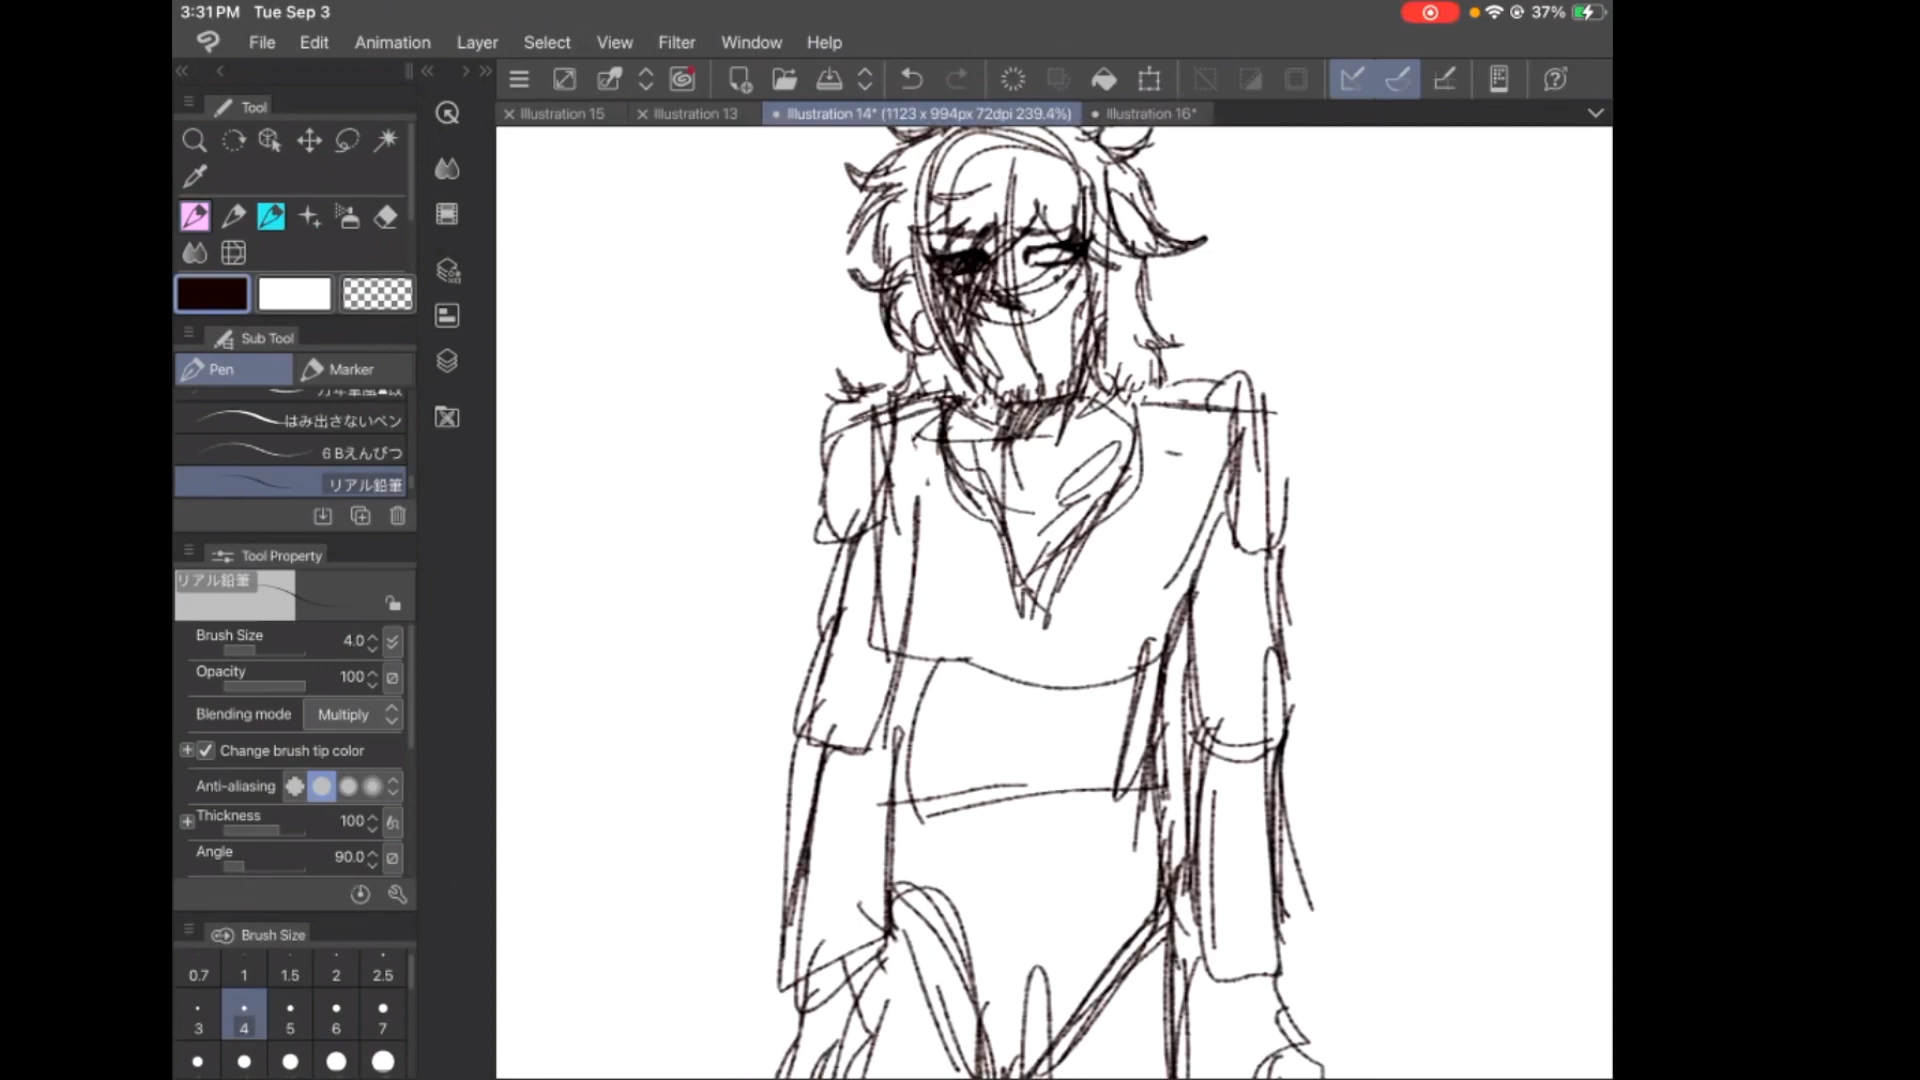 3:31 PM Tue Sep 3
37%
File Edit Animation Layer Select View Filter Window Help
Tool
Illustration 15 Illustration 13 Illustration 14* (1123 x 994px 72dpi 239.4%) Illustration 16*
Sub Tool
Pen Marker
はみ出さないペン
6Bえんぴつ
リアル鉛筆
Tool Property
リアル鉛筆
Brush Size 4.0
Opacity 100
Blending mode Multiply
Change brush tip color
Anti-aliasing
Thickness 100
Angle 90.0
Brush Size
0.7 1 1.5 2 2.5
3 4 5 6 7